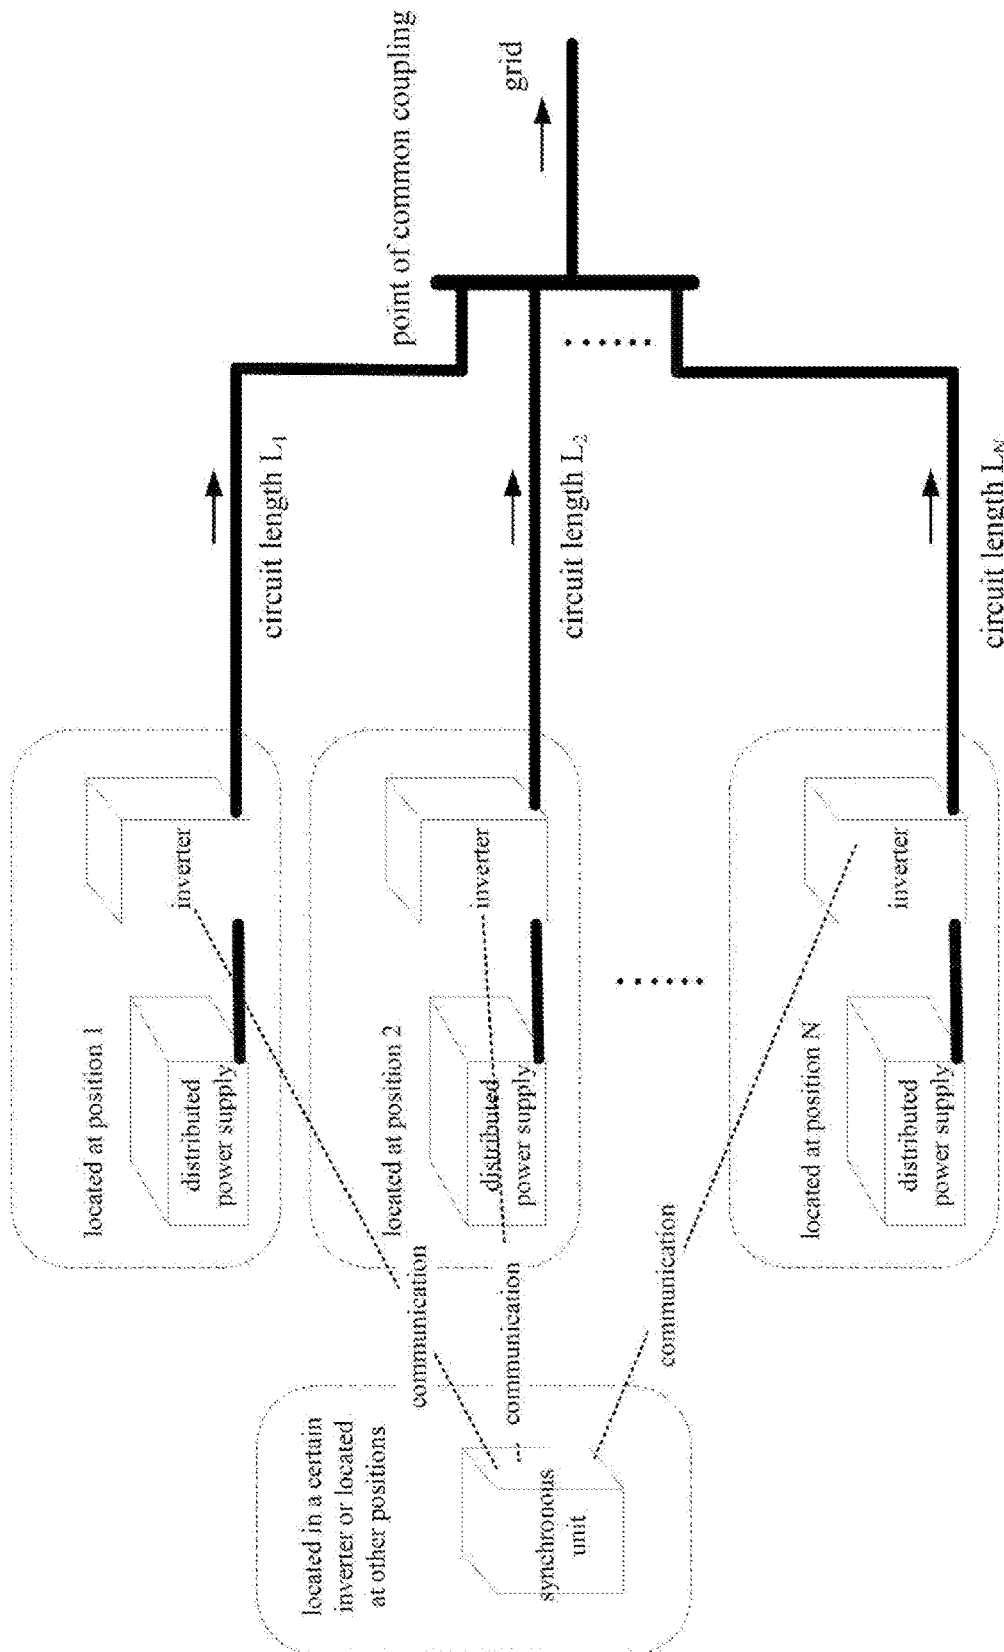 located in a certain
inverter or located
at other positions
synchronous
unit
communication
communication
communication
located at position 1
distributed
power supply
inverter
circuit length L₁
located at position 2
distributed
power supply
inverter
circuit length L₂
located at position N
distributed
power supply
inverter
circuit length L_N
point of common coupling
grid